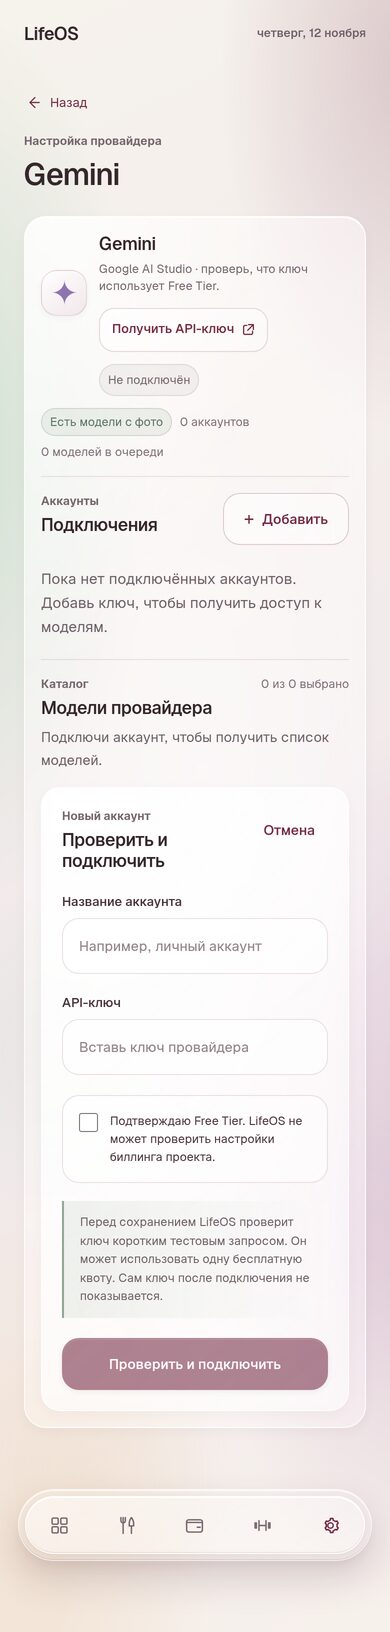 LifeOS
четверг, 12 ноября
Назад
Настройка провайдера
Gemini
Gemini
Google AI Studio · проверь, что ключ
использует Free Tier.
Получить API-ключ
Не подключён
Есть модели с фото
0 аккаунтов
0 моделей в очереди
Аккаунты
Подключения
+ Добавить
Пока нет подключённых аккаунтов.
Добавь ключ, чтобы получить доступ к
моделям.
Каталог
0 из 0 выбрано
Модели провайдера
Подключи аккаунт, чтобы получить список
моделей.
Новый аккаунт
Проверить и
подключить
Отмена
Название аккаунта
Например, личный аккаунт
API-ключ
Вставь ключ провайдера
Подтверждаю Free Tier. LifeOS не
может проверить настройки
биллинга проекта.
Перед сохранением LifeOS проверит
ключ коротким тестовым запросом. Он
может использовать одну бесплатную
квоту. Сам ключ после подключения не
показывается.
Проверить и подключить